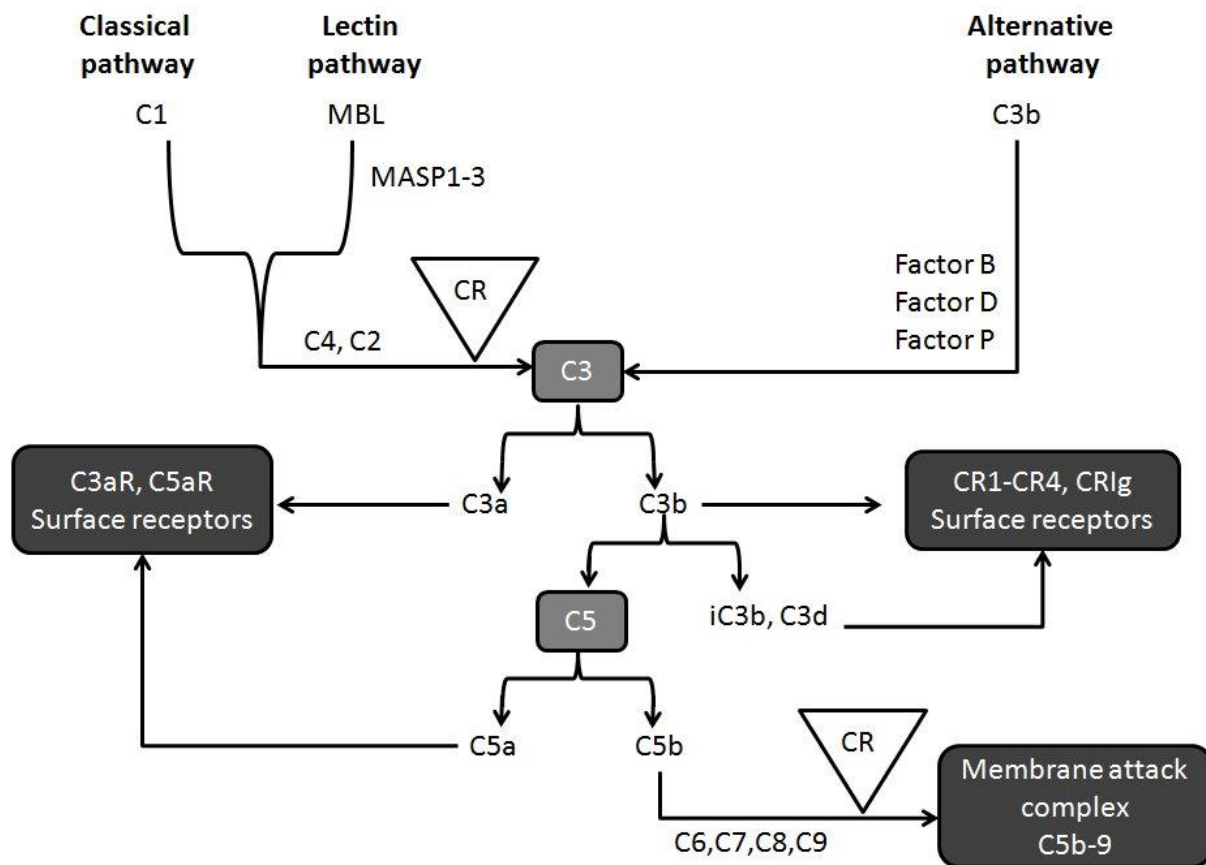 Classical
pathway
Lectin
pathway
Alternative
pathway
C1
MBL
C3b
MASP1-3
CR
Factor B
Factor D
Factor P
C4, C2
C3
C3aR, C5aR
Surface receptors
C3a
C3b
CR1-CR4, CRIg
Surface receptors
C5
iC3b, C3d
C5a
C5b
CR
Membrane attack
complex
C5b-9
C6,C7,C8,C9